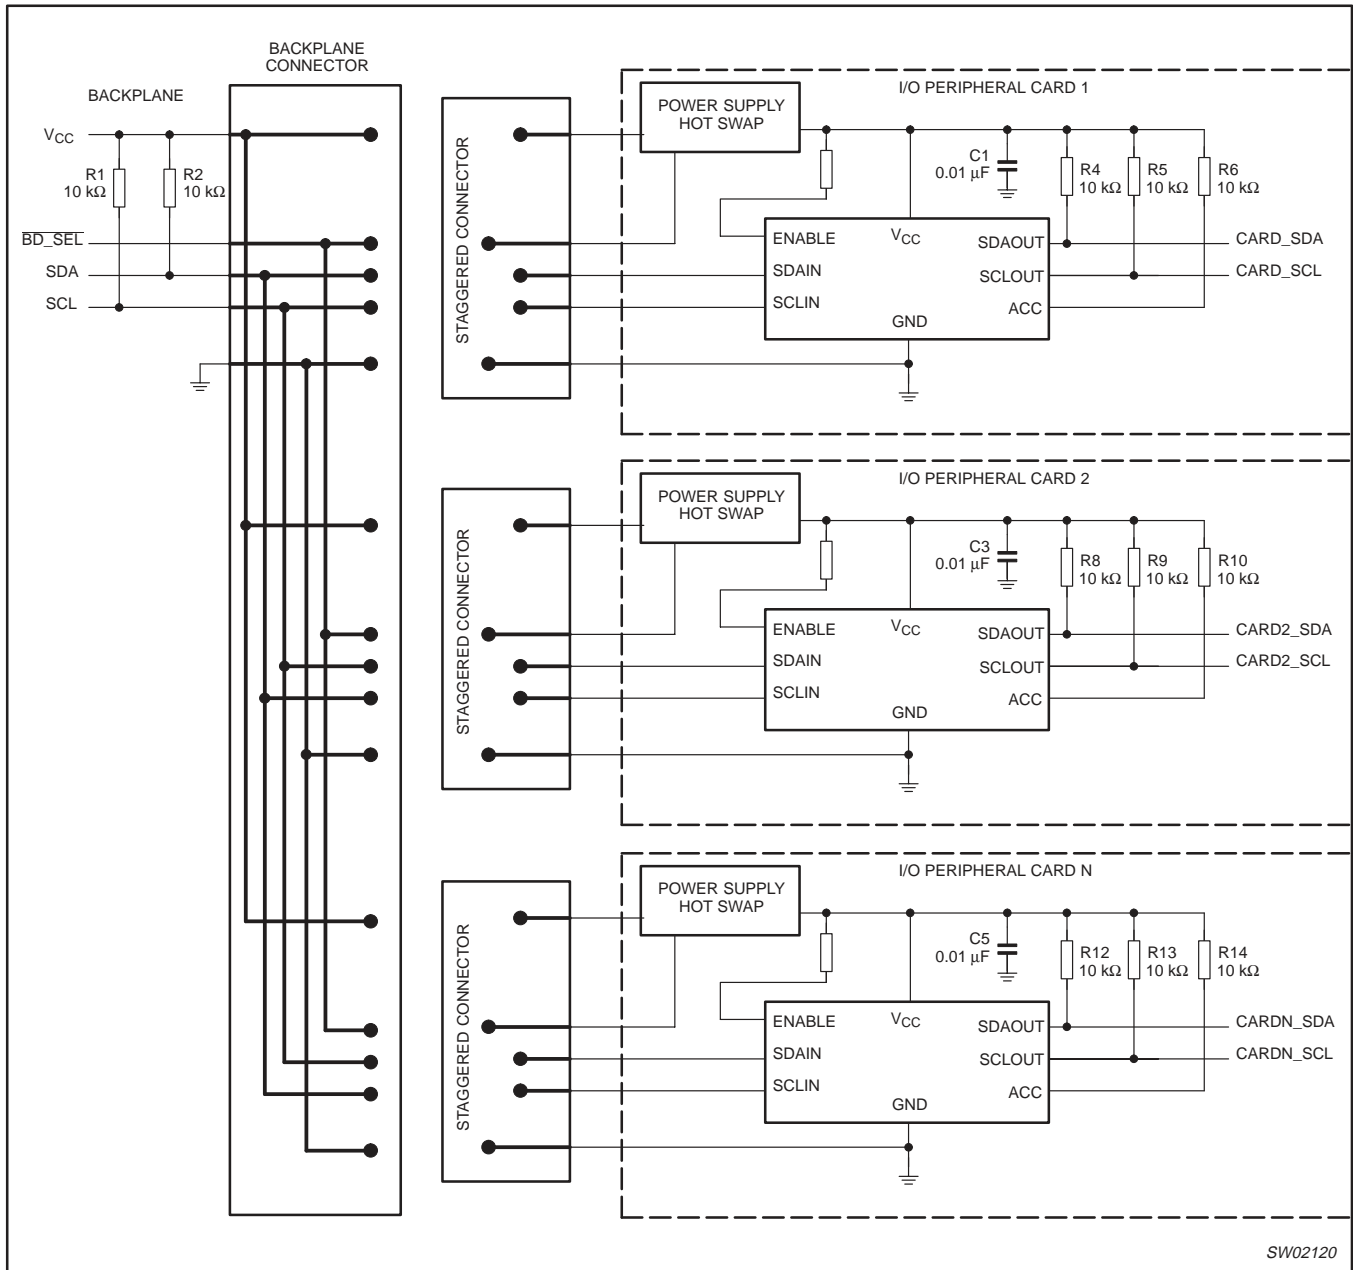 BACKPLANE
CONNECTOR
BACKPLANE
VCC
R1
10 kΩ
R2
10 kΩ
BD_SEL
SDA
SCL
STAGGERED CONNECTOR
I/O PERIPHERAL CARD 1
POWER SUPPLY
HOT SWAP
C1
0.01 µF
R4
10 kΩ
R5
10 kΩ
R6
10 kΩ
ENABLE
VCC
SDAOUT
CARD_SDA
SDAIN
SCLOUT
CARD_SCL
SCLIN
ACC
GND
STAGGERED CONNECTOR
I/O PERIPHERAL CARD 2
POWER SUPPLY
HOT SWAP
C3
0.01 µF
R8
10 kΩ
R9
10 kΩ
R10
10 kΩ
ENABLE
VCC
SDAOUT
CARD2_SDA
SDAIN
SCLOUT
CARD2_SCL
SCLIN
ACC
GND
STAGGERED CONNECTOR
I/O PERIPHERAL CARD N
POWER SUPPLY
HOT SWAP
C5
0.01 µF
R12
10 kΩ
R13
10 kΩ
R14
10 kΩ
ENABLE
VCC
SDAOUT
CARDN_SDA
SDAIN
SCLOUT
CARDN_SCL
SCLIN
ACC
GND
SW02120